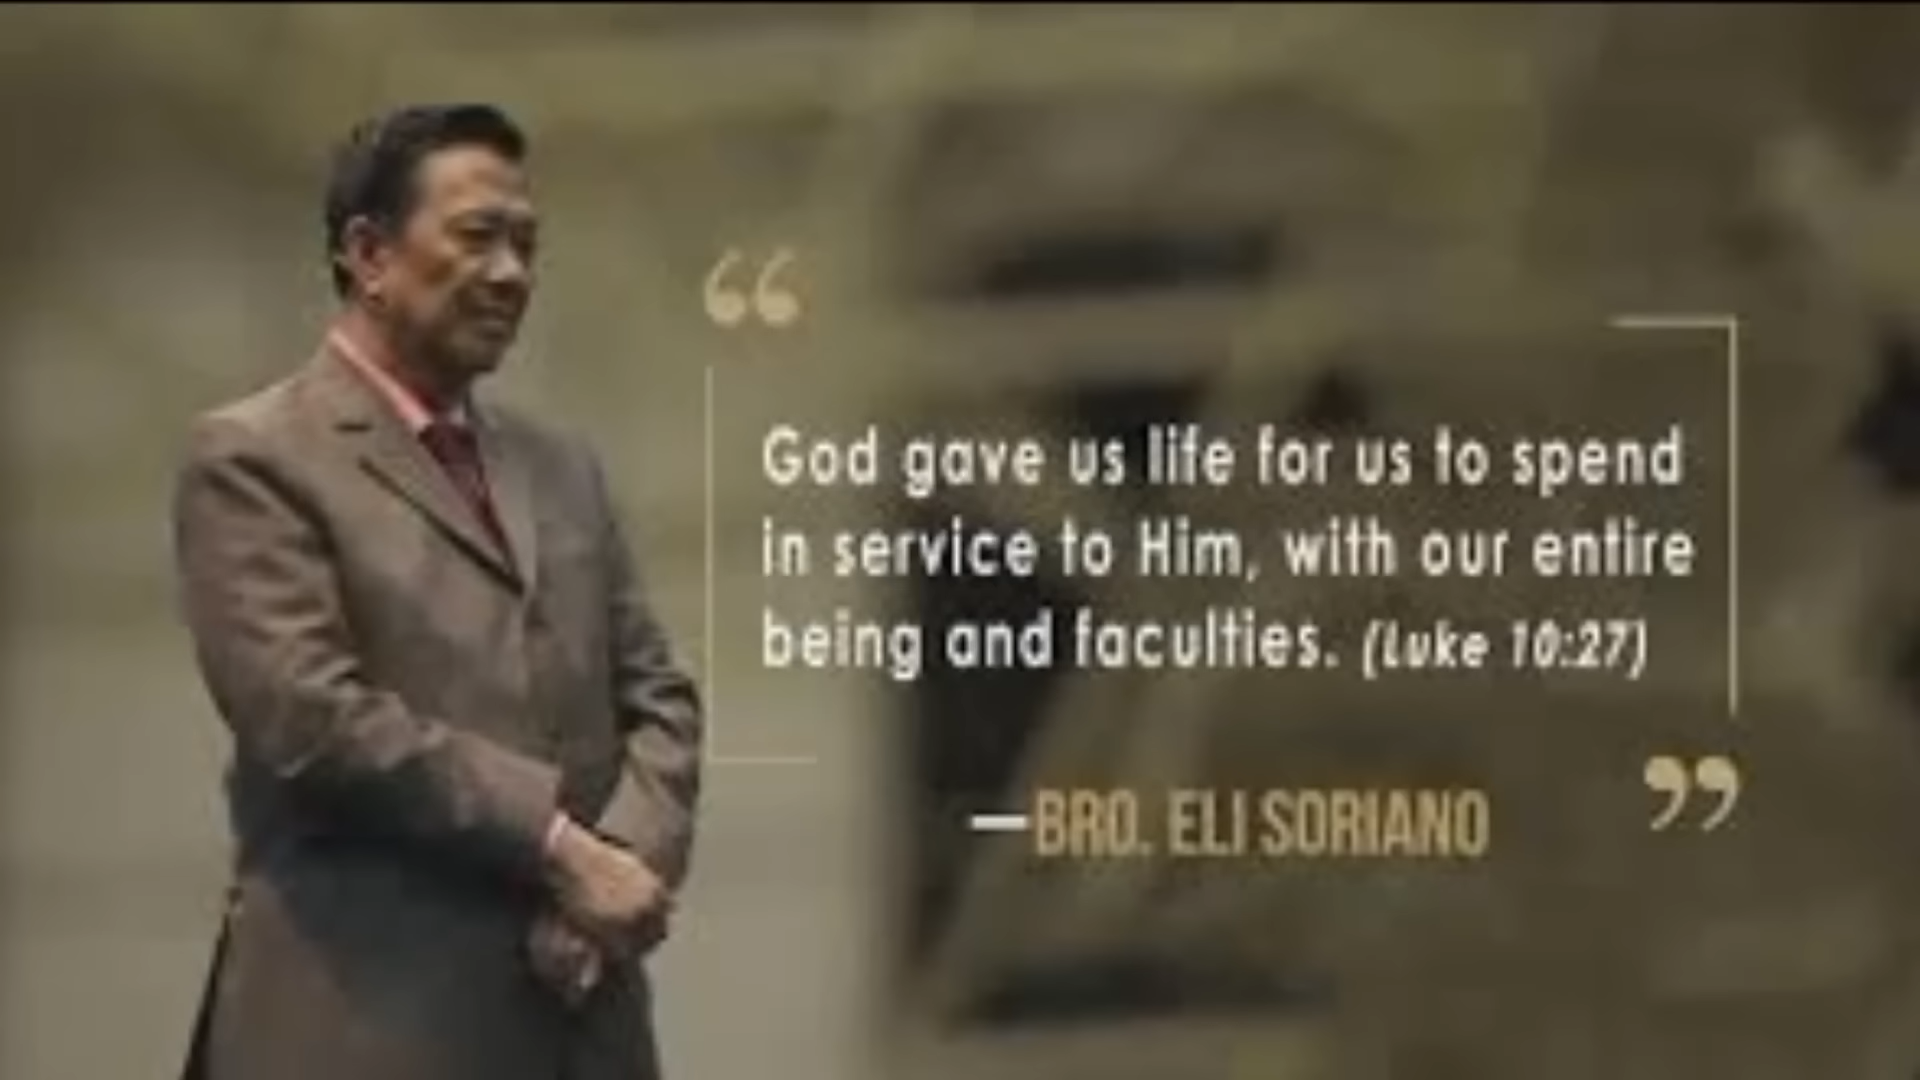 “
God gave us life for us to spend
in service to Him, with our entire
being and faculties. (Luke 10:27)
”
—BRO. ELI SORIANO